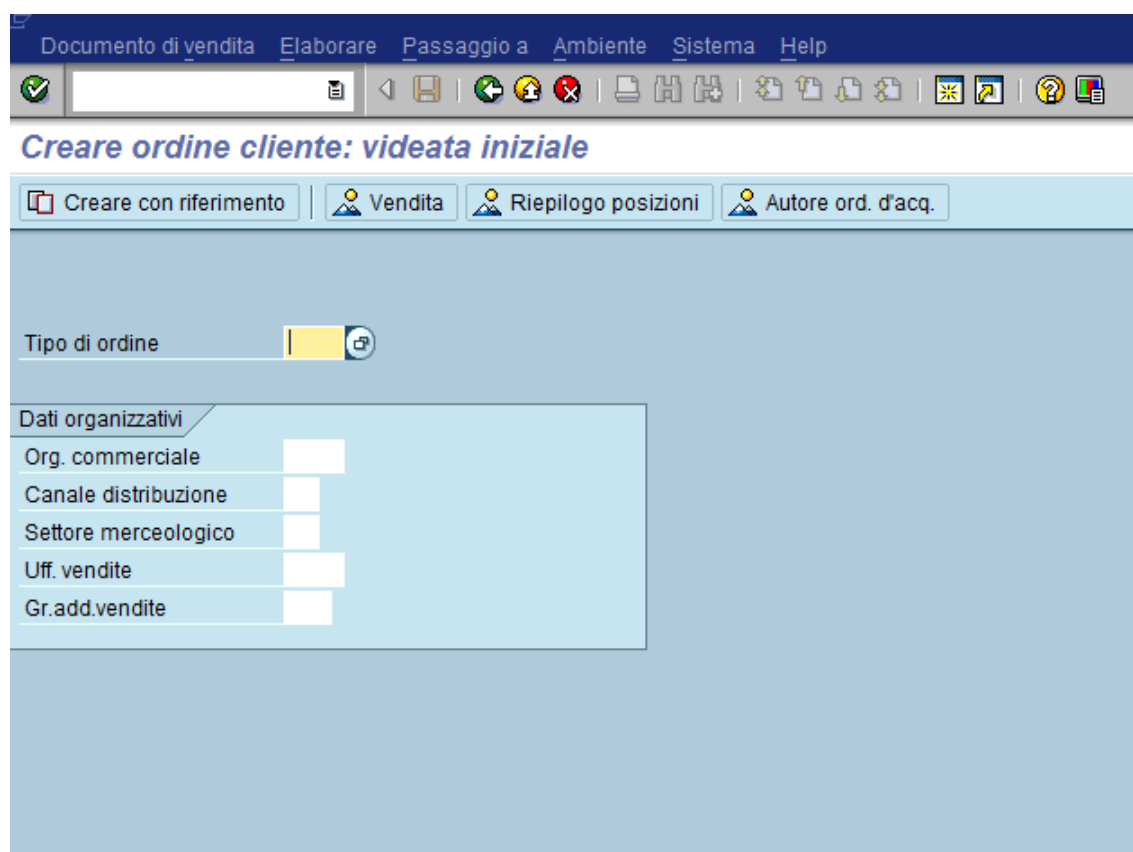 Documento di vendita Elaborare Passaggio a Ambiente Sistema Help
Creare ordine cliente: videata iniziale
Creare con riferimento Vendita Riepilogo posizioni Autore ord. d'acq.
Tipo di ordine
Dati organizzativi
Org. commerciale
Canale distribuzione
Settore merceologico
Uff. vendite
Gr.add.vendite